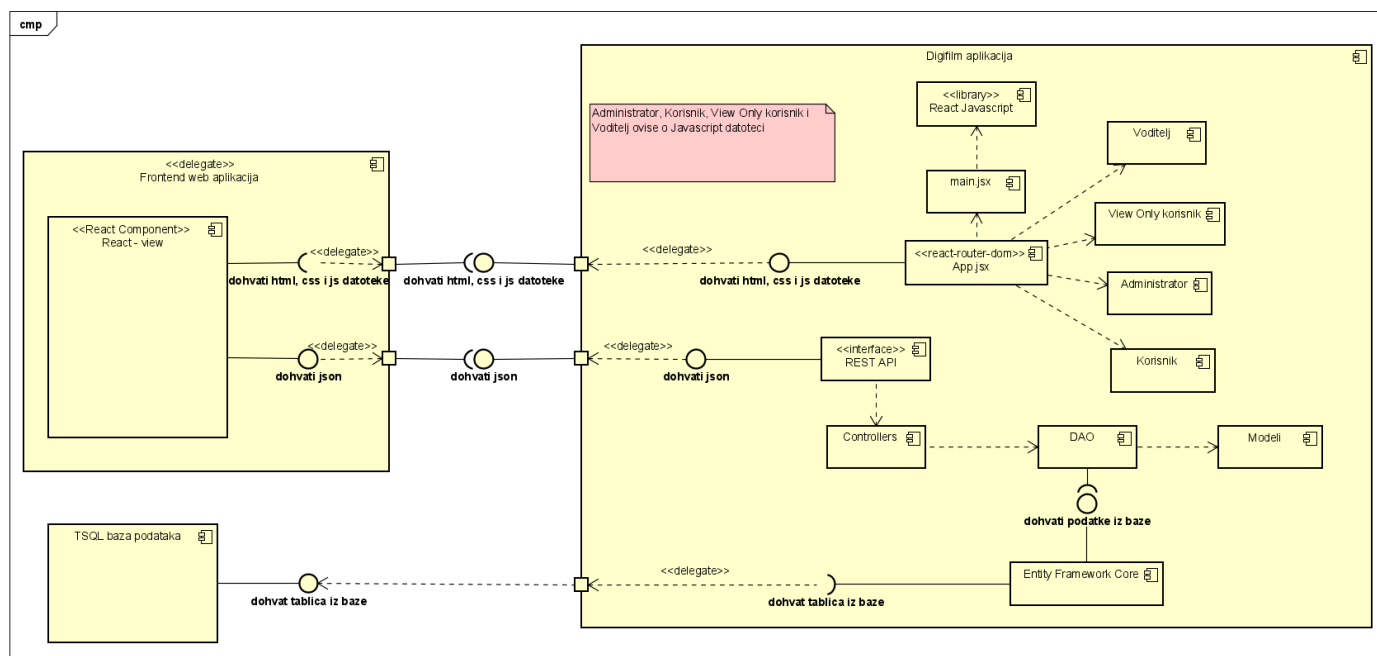 cmp
Digifilm aplikacija
<<library>>
React Javascript
Administrator, Korisnik, View Only korisnik i
Voditelj ovise o Javascript datoteci
Voditelj
<<delegate>>
Frontend web aplikacija
main.jsx
View Only korisnik
<<React Component>>
React - view
<<delegate>>
dohvati html, css i js datoteke
dohvati html, css i js datoteke
<<delegate>>
dohvati html, css i js datoteke
<<react-router-dom>>
App.jsx
Administrator
<<delegate>>
dohvati json
dohvati json
<<delegate>>
dohvati json
<<interface>>
REST API
Korisnik
Controllers
DAO
Modeli
dohvati podatke iz baze
TSQL baza podataka
dohvat tablica iz baze
<<delegate>>
dohvat tablica iz baze
Entity Framework Core